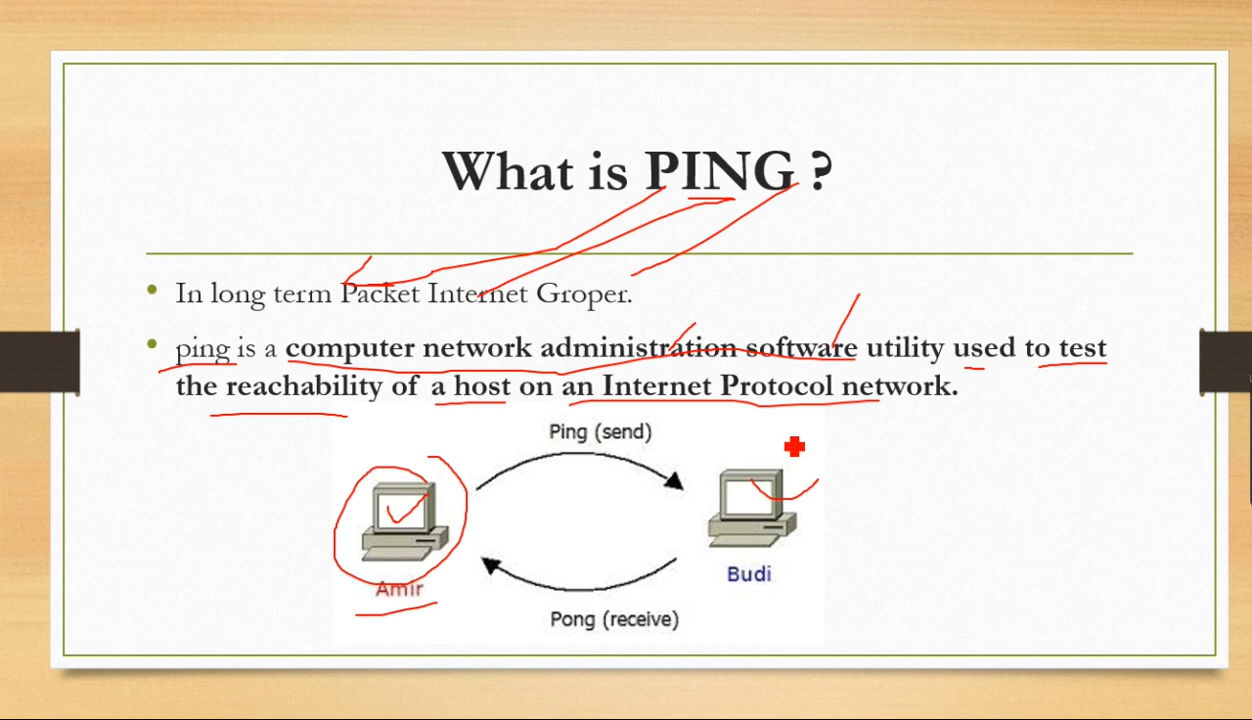 What is PING ?
In long term Packet Internet Groper.
ping is a computer network administration software utility used to test
the reachability of a host on an Internet Protocol network.
Ping (send)
Amir
Budi
Pong (receive)